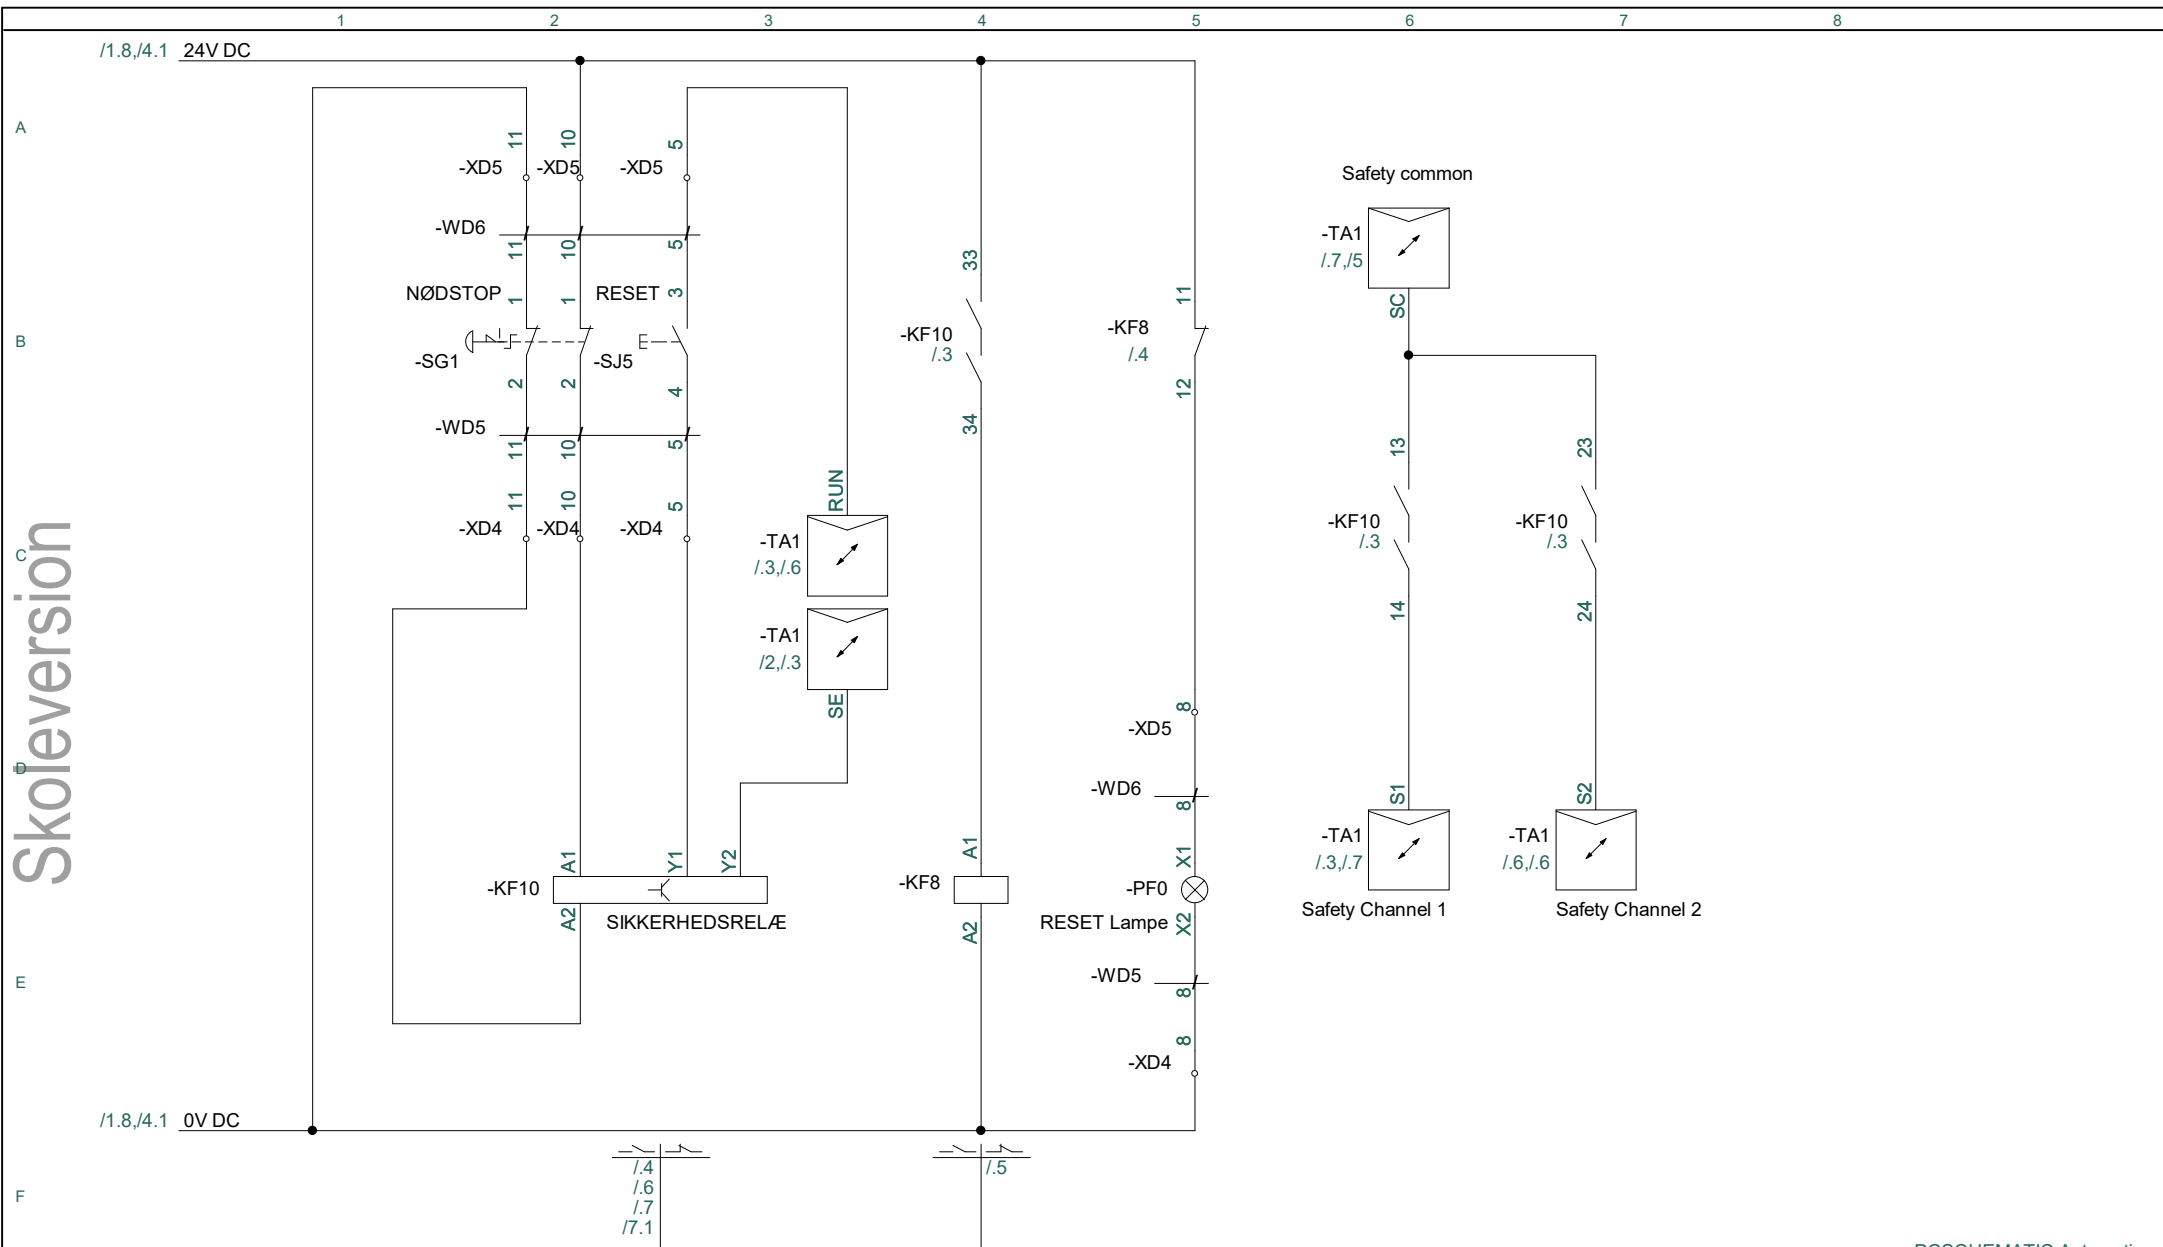 1 2 3 4 5 6 7 8
/1.8,/4.1 24V DC
A
11 10 5
-XD5 -XD5 -XD5
Safety common
-WD6
11 10 5
-TA1
/.7,/5
33
SC
NØDSTOP 1 1 RESET 3
11
B
-KF10
/.3
-KF8
/.4
-SG1 -SJ5
2 2 4
12
34
-WD5
11 10 5
13 23
RUN
11 10 5
-XD4 -XD4 -XD4
-KF10
/.3
-KF10
/.3
C
-TA1
/.3,/.6
14 24
-TA1
/2,/.3
SE
Skoleversion
8
-XD5
D
-WD6
8
S1 S2
A1 Y1 Y2
A1
X1
-TA1
/.3,/.7
-TA1
/.6,/.6
-KF10
-KF8
-PF0
A2
SIKKERHEDSRELÆ
A2
RESET Lampe X2
Safety Channel 1
Safety Channel 2
-WD5
E
8
8
-XD4
/1.8,/4.1 0V DC
/.4
/.6
/.7
/7.1
/.5
F